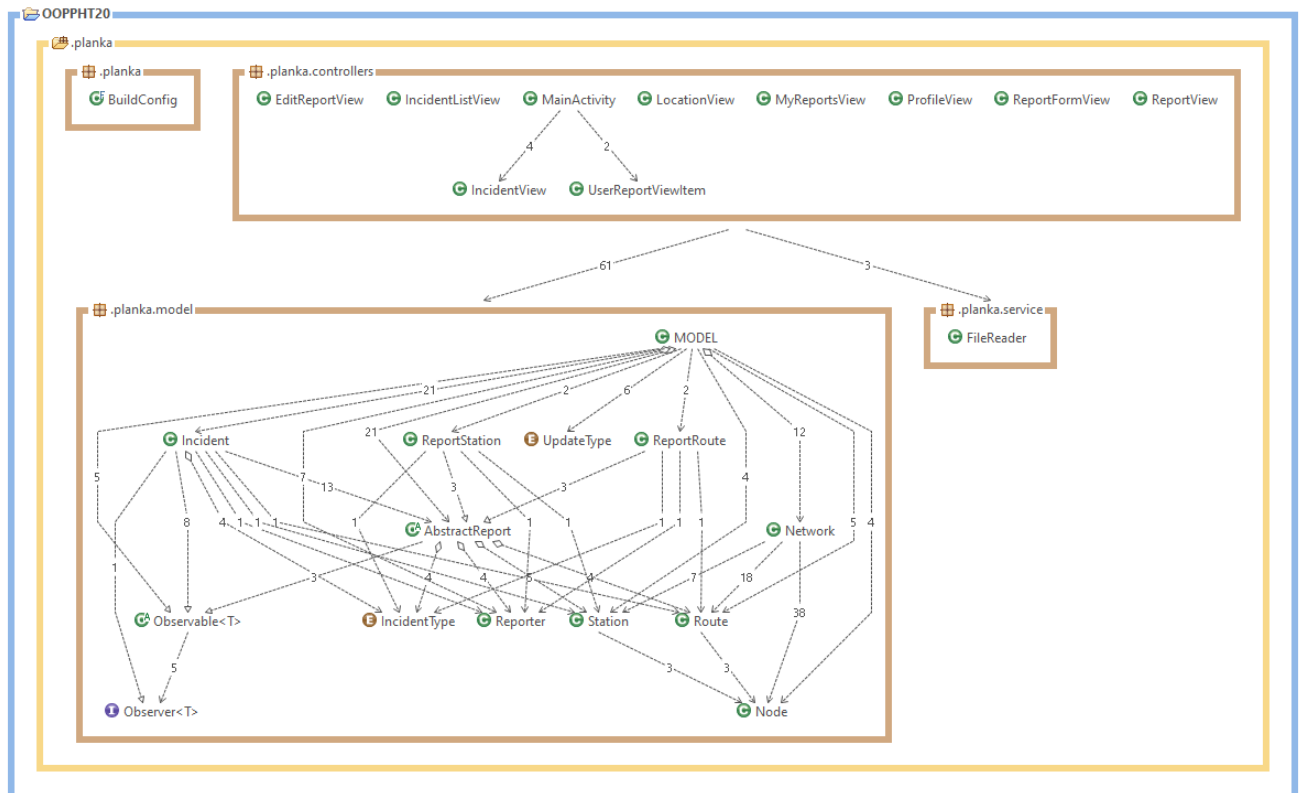 OOPPHT20
.planka
.planka
.planka.controllers
BuildConfig
EditReportView
IncidentListView
MainActivity
LocationView
MyReportsView
ProfileView
ReportFormView
ReportView
4
2
IncidentView
UserReportViewItem
61
3
.planka.model
.planka.service
MODEL
FileReader
21
2
6
2
21
12
Incident
ReportStation
UpdateType
ReportRoute
5
13
7
3
3
4
1
8
4
1
1
1
1
1
1
1
1
1
5
4
AbstractReport
Network
1
3
4
4
5
4
7
18
38
Observable<T>
IncidentType
Reporter
Station
Route
5
3
3
Observer<T>
Node